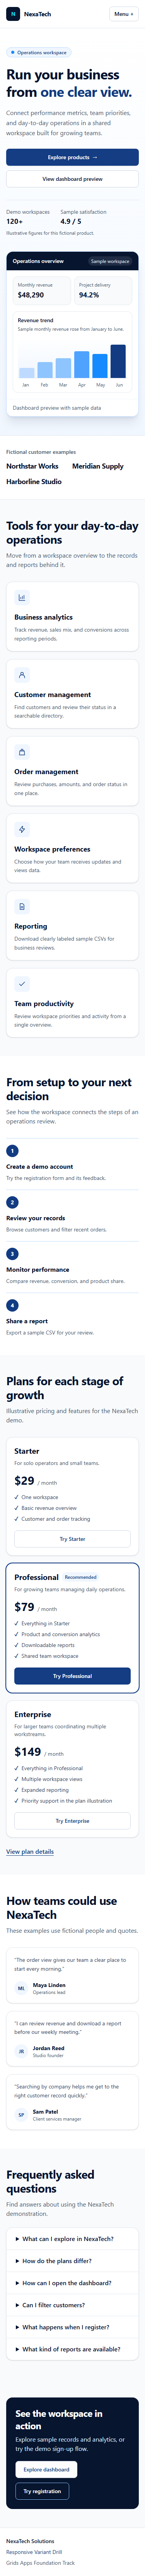 N NexaTech Menu +
Operations workspace
Run your business
from one clear view.
Connect performance metrics, team priorities,
and day-to-day operations in a shared
workspace built for growing teams.
Explore products →
View dashboard preview
Demo workspaces Sample satisfaction
120+ 4.9 / 5
Illustrative figures for this fictional product.
Operations overview Sample workspace
Monthly revenue Project delivery
$48,290 94.2%
Revenue trend
Sample monthly revenue rose from January to June.
Jan Feb Mar Apr May Jun
Dashboard preview with sample data
Fictional customer examples
Northstar Works Meridian Supply
Harborline Studio
Tools for your day-to-day
operations
Move from a workspace overview to the records
and reports behind it.
Business analytics
Track revenue, sales mix, and conversions across
reporting periods.
Customer management
Find customers and review their status in a
searchable directory.
Order management
Review purchases, amounts, and order status in
one place.
Workspace preferences
Choose how your team receives updates and
views data.
Reporting
Download clearly labeled sample CSVs for
business reviews.
Team productivity
Review workspace priorities and activity from a
single overview.
From setup to your next
decision
See how the workspace connects the steps of an
operations review.
1
Create a demo account
Try the registration form and its feedback.
2
Review your records
Browse customers and filter recent orders.
3
Monitor performance
Compare revenue, conversion, and product share.
4
Share a report
Export a sample CSV for your review.
Plans for each stage of
growth
Illustrative pricing and features for the NexaTech
demo.
Starter
For solo operators and small teams.
$29 / month
✓ One workspace
✓ Basic revenue overview
✓ Customer and order tracking
Try Starter
Professional Recommended
For growing teams managing daily operations.
$79 / month
✓ Everything in Starter
✓ Product and conversion analytics
✓ Downloadable reports
✓ Shared team workspace
Try Professional
Enterprise
For larger teams coordinating multiple
workstreams.
$149 / month
✓ Everything in Professional
✓ Multiple workspace views
✓ Expanded reporting
✓ Priority support in the plan illustration
Try Enterprise
View plan details
How teams could use
NexaTech
These examples use fictional people and quotes.
"The order view gives our team a clear place to
start every morning."
ML Maya Linden
Operations lead
"I can review revenue and download a report
before our weekly meeting."
JR Jordan Reed
Studio founder
"Searching by company helps me get to the
right customer record quickly."
SP Sam Patel
Client services manager
Frequently asked
questions
Find answers about using the NexaTech
demonstration.
▶ What can I explore in NexaTech?
▶ How do the plans differ?
▶ How can I open the dashboard?
▶ Can I filter customers?
▶ What happens when I register?
▶ What kind of reports are available?
See the workspace in
action
Explore sample records and analytics, or
try the demo sign-up flow.
Explore dashboard
Try registration
NexaTech Solutions
Responsive Variant Drill
Grids Apps Foundation Track